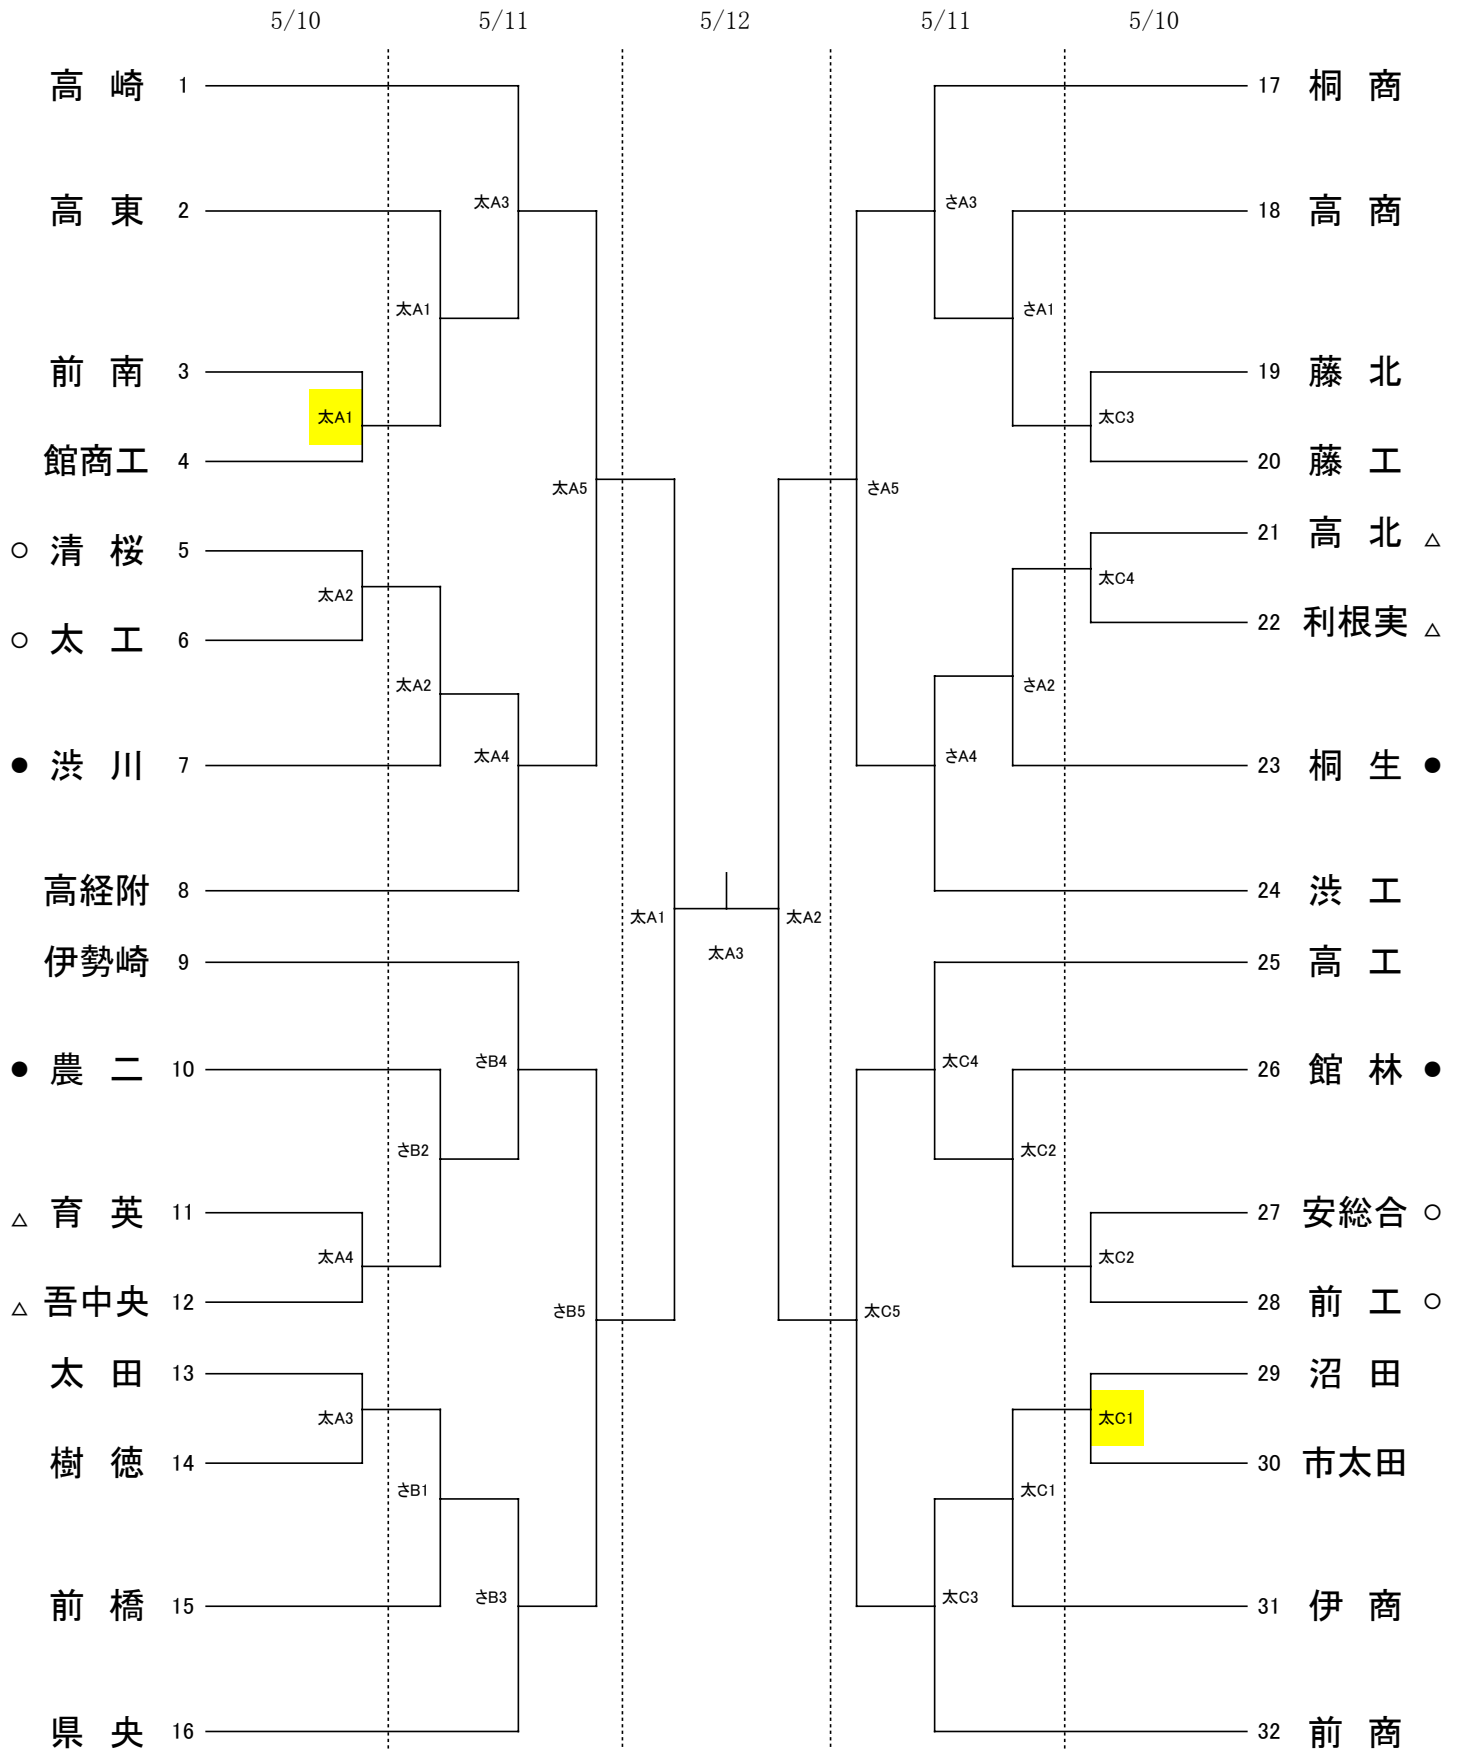 5/10 5/11 5/12 5/11 5/10
高 崎 1
高 東 2
太A3
太A1
前 南 3
太A1
館商工 4
太A5
○ 清 桜 5
太A2
○ 太 工 6
太A2
● 渋 川 7
太A4
高経附 8
太A1
伊勢崎 9
● 農 二 10
さB4
さB2
△ 育 英 11
太A4
△ 吾中央 12
さB5
太 田 13
太A3
樹 徳 14
さB1
前 橋 15
さB3
県 央 16
太A3
17 桐 商
さA3
18 高 商
さA1
19 藤 北
太C3
20 藤 工
さA5
21 高 北 △
太C4
22 利根実 △
さA2
さA4
23 桐 生 ●
24 渋 工
太A2
25 高 工
太C4
26 館 林 ●
太C2
27 安総合 ○
太C2
28 前 工 ○
太C5
29 沼 田
太C1
30 市太田
太C1
太C3
31 伊 商
32 前 商